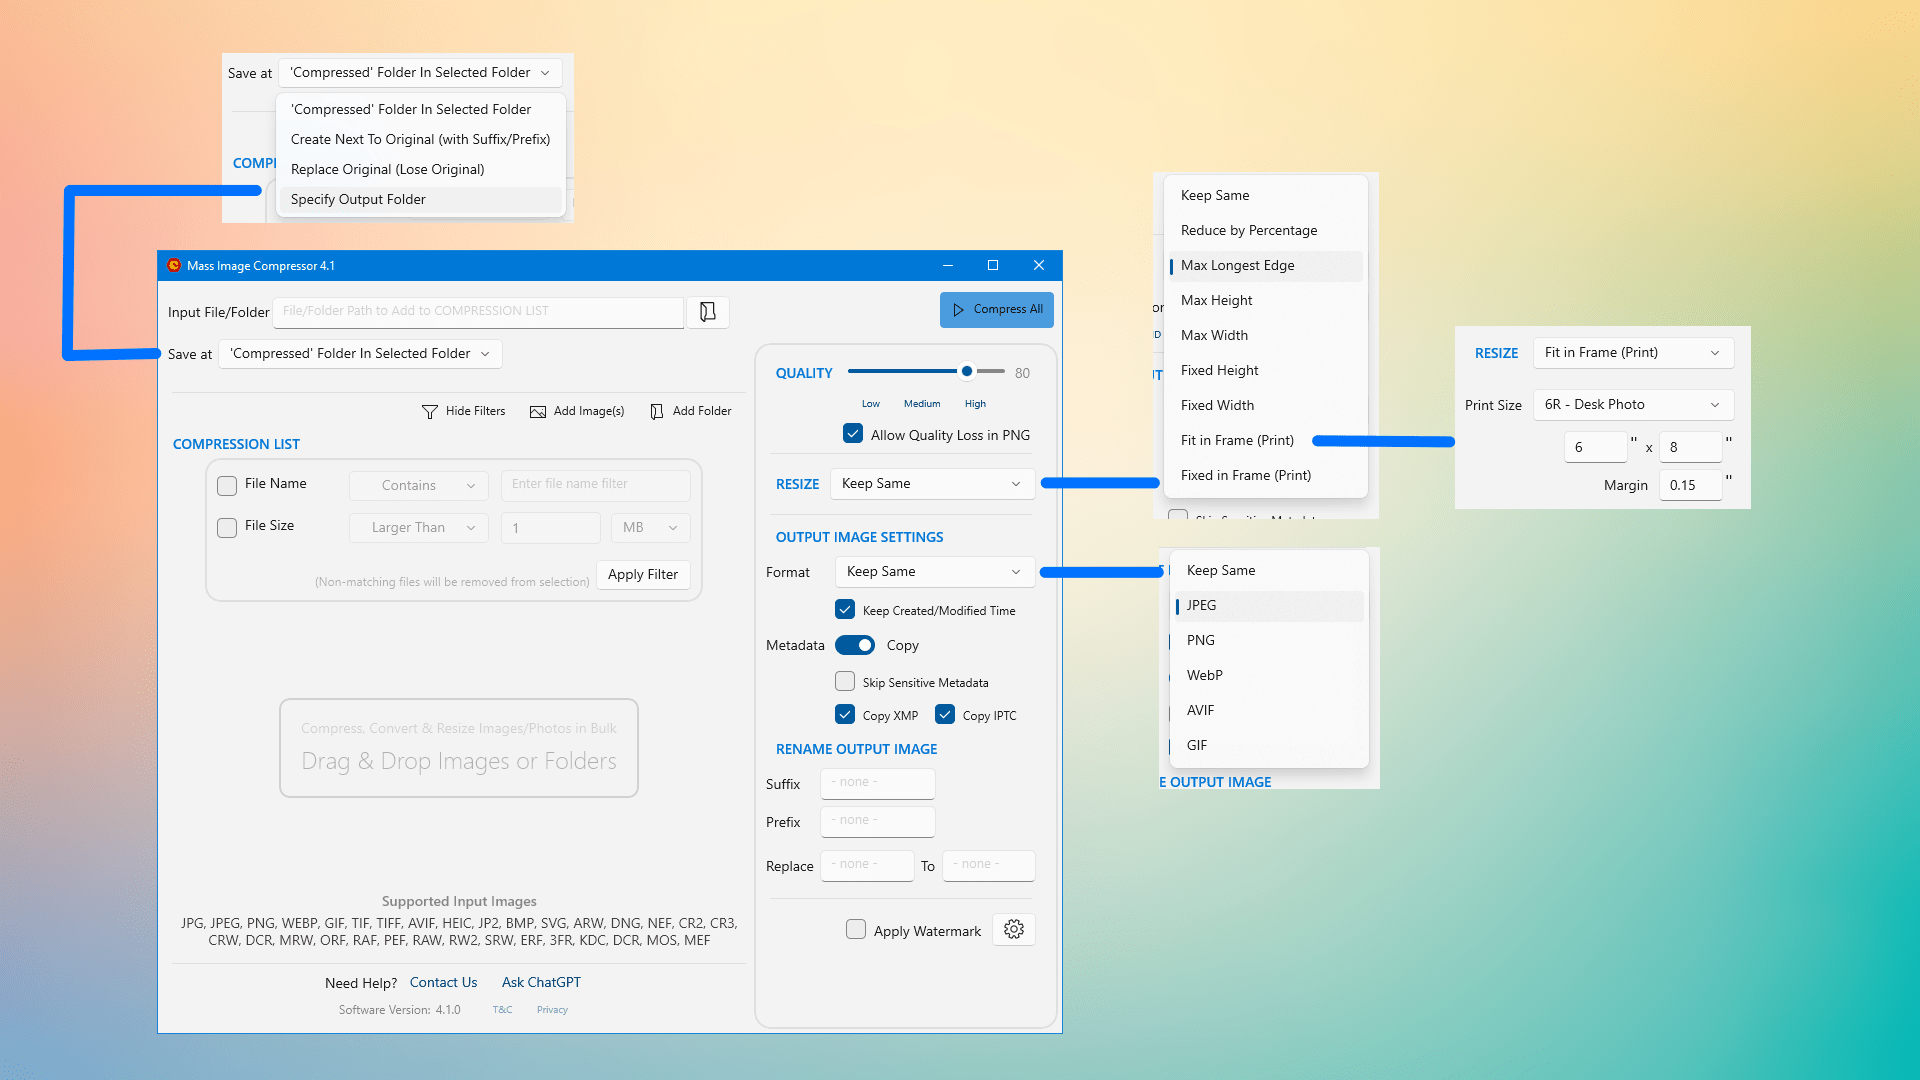 Save at 'Compressed' Folder In Selected Folder
'Compressed' Folder In Selected Folder
Create Next To Original (with Suffix/Prefix)
Replace Original (Lose Original)
Specify Output Folder
Mass Image Compressor 4.1
Input File/Folder File/Folder Path to Add to COMPRESSION LIST
Compress All
Save at 'Compressed' Folder In Selected Folder
Hide Filters Add Image(s) Add Folder
COMPRESSION LIST
File Name Contains Enter file name filter
File Size Larger Than 1 MB
(Non-matching files will be removed from selection) Apply Filter
Compress, Convert & Resize Images/Photos in Bulk
Drag & Drop Images or Folders
Supported Input Images
JPG, JPEG, PNG, WEBP, GIF, TIF, TIFF, AVIF, HEIC, JP2, BMP, SVG, ARW, DNG, NEF, CR2, CR3,
CRW, DCR, MRW, ORF, RAF, PEF, RAW, RW2, SRW, ERF, 3FR, KDC, DCR, MOS, MEF
Need Help? Contact Us Ask ChatGPT
Software Version: 4.1.0 T&C Privacy
QUALITY 80
Low Medium High
Allow Quality Loss in PNG
RESIZE Keep Same
OUTPUT IMAGE SETTINGS
Format Keep Same
Keep Created/Modified Time
Metadata Copy
Skip Sensitive Metadata
Copy XMP Copy IPTC
RENAME OUTPUT IMAGE
Suffix - none -
Prefix - none -
Replace - none - To - none -
Apply Watermark
Keep Same
Reduce by Percentage
Max Longest Edge
Max Height
Max Width
Fixed Height
Fixed Width
Fit in Frame (Print)
Fixed in Frame (Print)
RESIZE Fit in Frame (Print)
Print Size 6R - Desk Photo
6 " x 8 "
Margin 0.15 "
Keep Same
JPEG
PNG
WebP
AVIF
GIF
E OUTPUT IMAGE